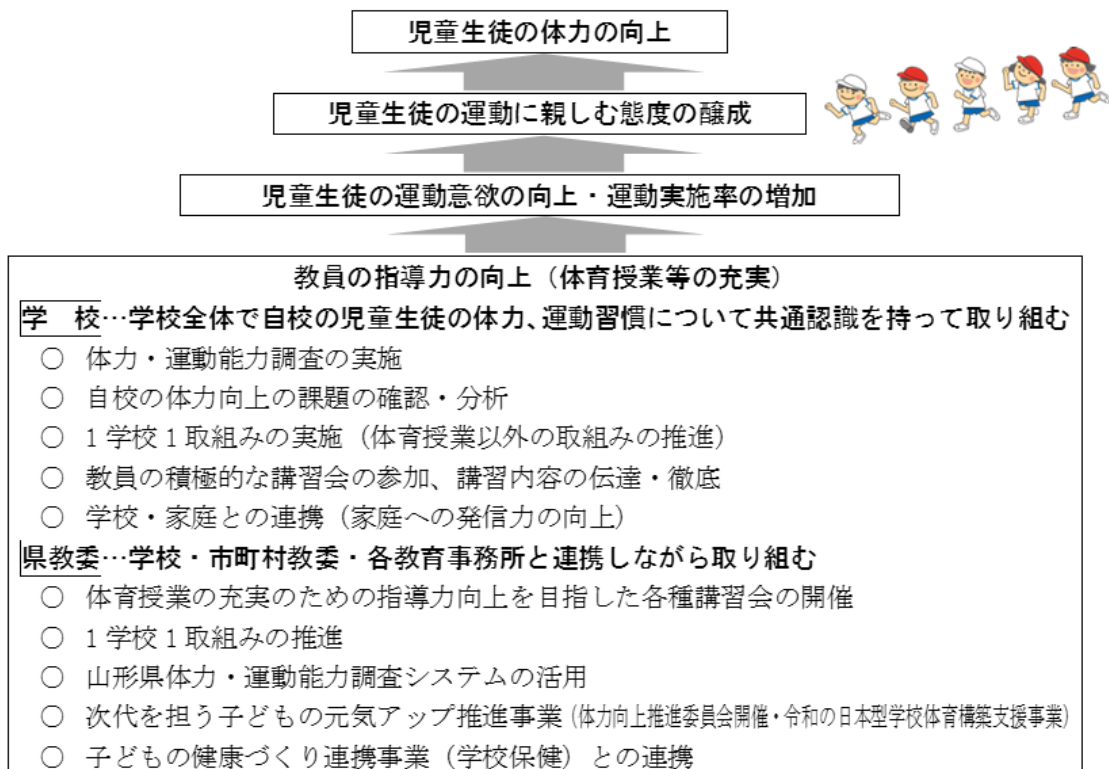 児童生徒の体力の向上
児童生徒の運動に親しむ態度の醸成
児童生徒の運動意欲の向上・運動実施率の増加
教員の指導力の向上（体育授業等の充実）
学　校…学校全体で自校の児童生徒の体力、運動習慣について共通認識を持って取り組む
○ 体力・運動能力調査の実施
○ 自校の体力向上の課題の確認・分析
○ 1学校1取組みの実施（体育授業以外の取組みの推進）
○ 教員の積極的な講習会の参加、講習内容の伝達・徹底
○ 学校・家庭との連携（家庭への発信力の向上）
県教委…学校・市町村教委・各教育事務所と連携しながら取り組む
○ 体育授業の充実のための指導力向上を目指した各種講習会の開催
○ 1学校1取組みの推進
○ 山形県体力・運動能力調査システムの活用
○ 次代を担う子どもの元気アップ推進事業（体力向上推進委員会開催・令和の日本型学校体育構築支援事業）
○ 子どもの健康づくり連携事業（学校保健）との連携